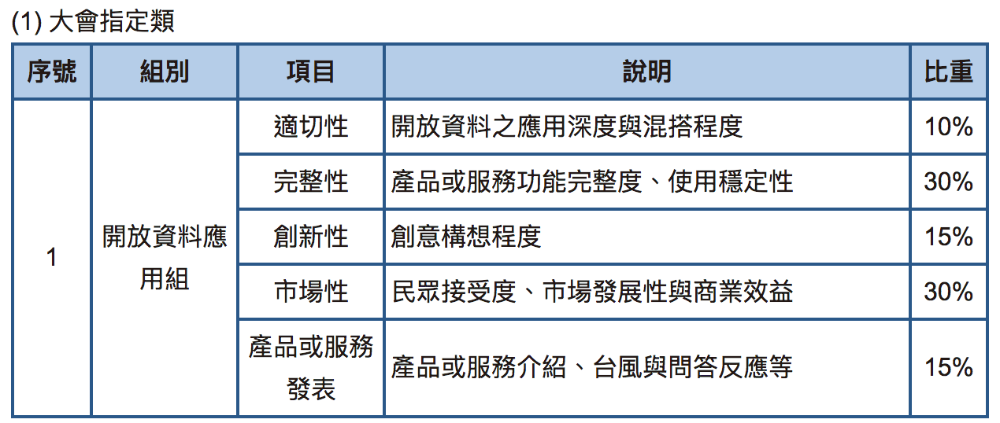 (1) 大會指定類
序號 組別 項目 說明 比重
1 開放資料應
用組
適切性 開放資料之應用深度與混搭程度 10%
完整性 產品或服務功能完整度、使用穩定性 30%
創新性 創意構想程度 15%
市場性 民眾接受度、市場發展性與商業效益 30%
產品或服務
發表 產品或服務介紹、台風與問答反應等 15%